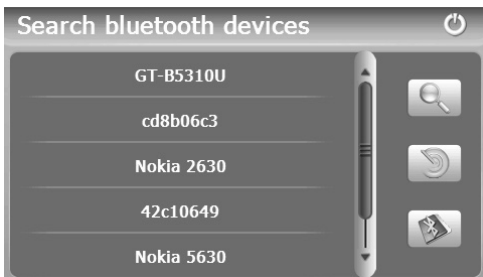 Search bluetooth devices
GT-B5310U
cd8b06c3
Nokia 2630
42c10649
Nokia 5630